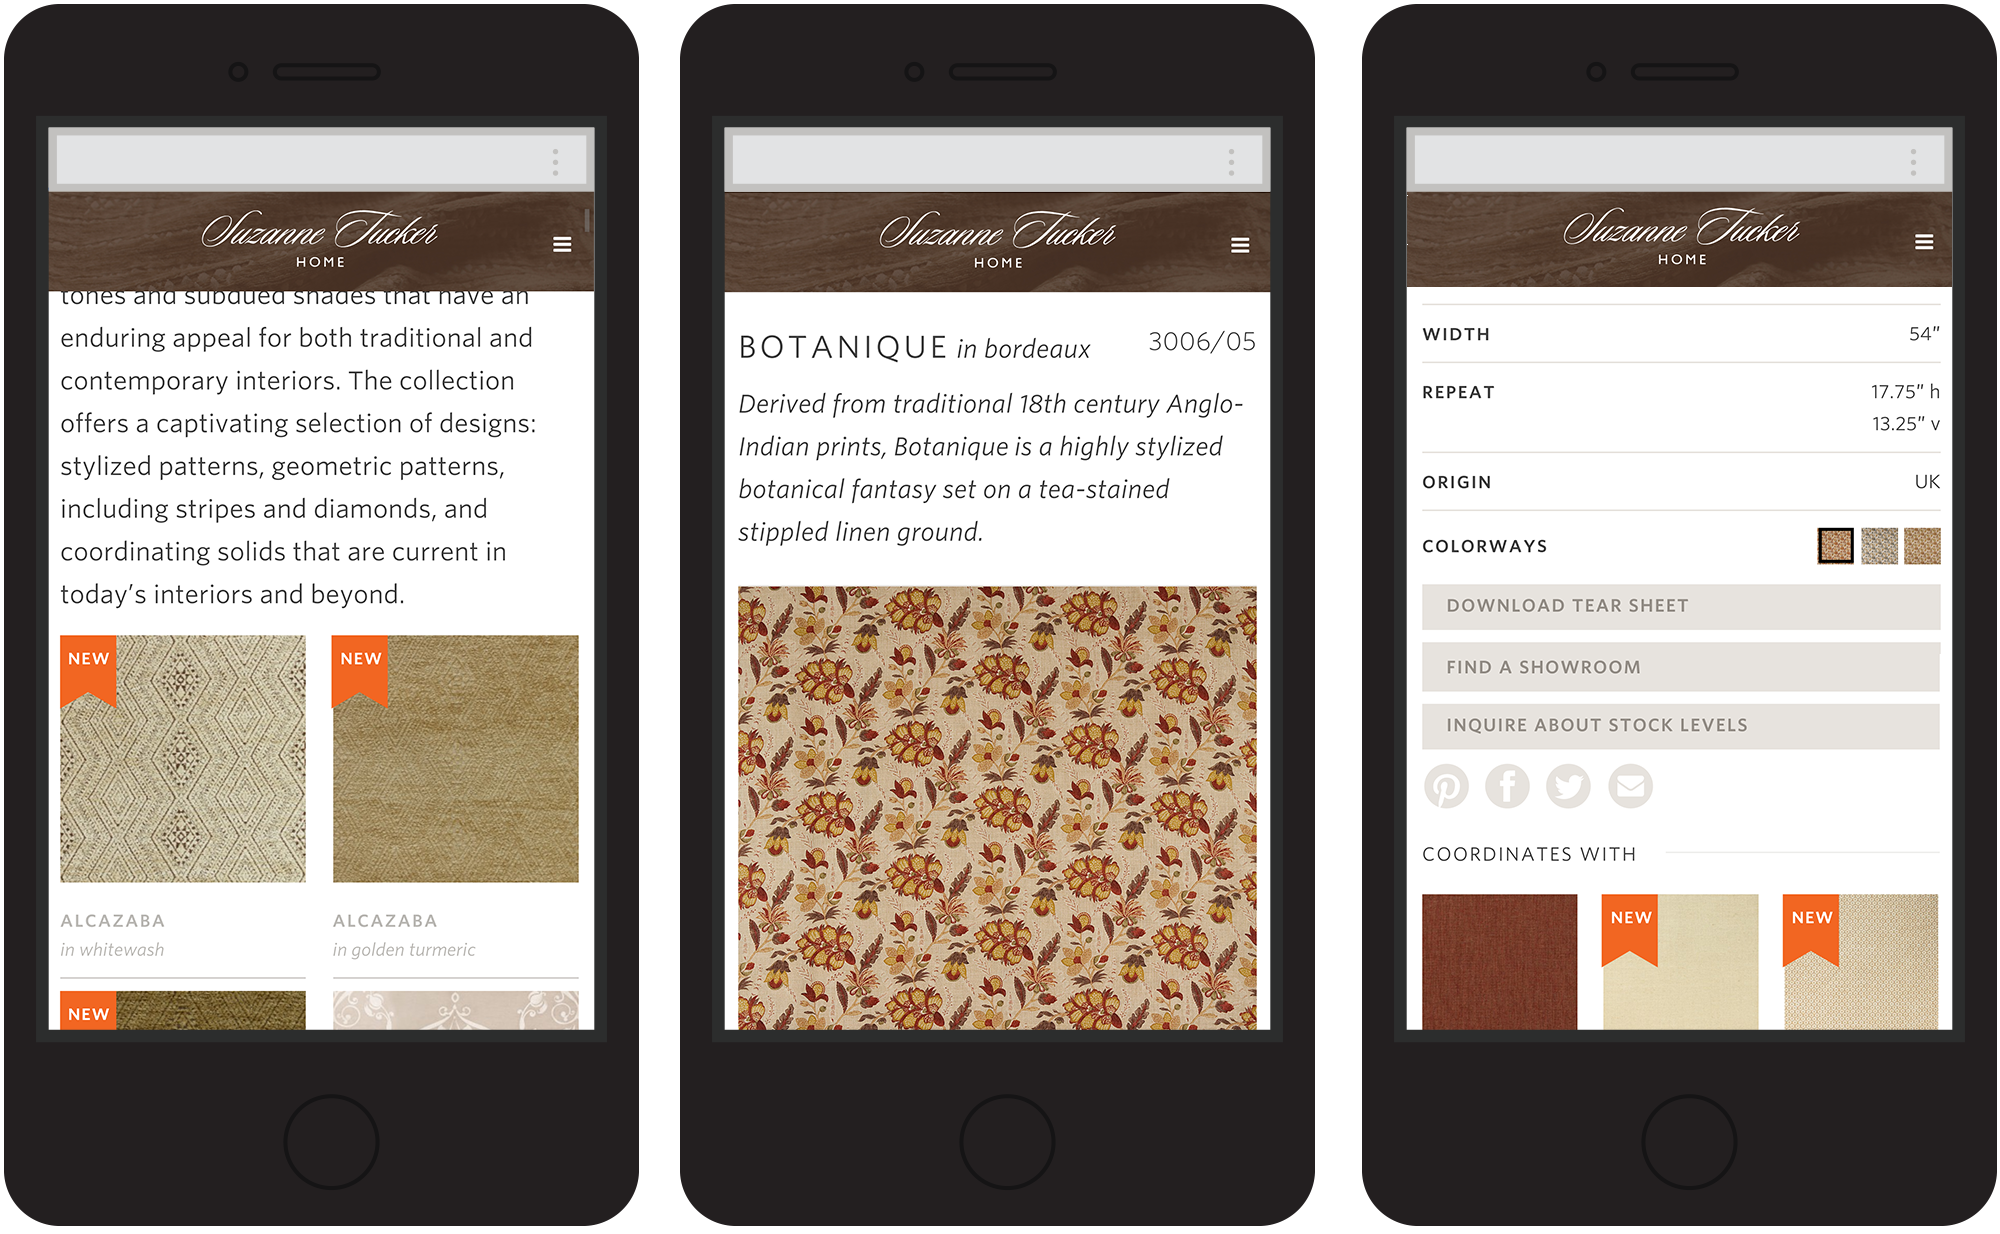 Suzanne Tucker
HOME
tones and subdued shades that have an
enduring appeal for both traditional and
contemporary interiors. The collection
offers a captivating selection of designs:
stylized patterns, geometric patterns,
including stripes and diamonds, and
coordinating solids that are current in
today’s interiors and beyond.
NEW
NEW
ALCAZABA
in whitewash
ALCAZABA
in golden turmeric
NEW
Suzanne Tucker
HOME
BOTANIQUE in bordeaux 3006/05
Derived from traditional 18th century Anglo-
Indian prints, Botanique is a highly stylized
botanical fantasy set on a tea-stained
stippled linen ground.
Suzanne Tucker
HOME
WIDTH 54"
REPEAT 17.75" h
13.25" v
ORIGIN UK
COLORWAYS
DOWNLOAD TEAR SHEET
FIND A SHOWROOM
INQUIRE ABOUT STOCK LEVELS
COORDINATES WITH
NEW
NEW